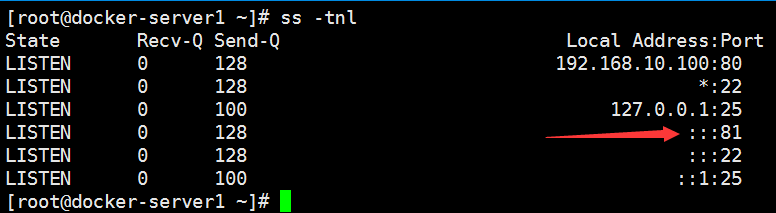 [root@docker-server1 ~]# ss -tnl
State Recv-Q Send-Q Local Address:Port
LISTEN 0 128 192.168.10.100:80
LISTEN 0 128 *:22
LISTEN 0 100 127.0.0.1:25
LISTEN 0 128 :::81
LISTEN 0 128 :::22
LISTEN 0 100 ::1:25
[root@docker-server1 ~]#